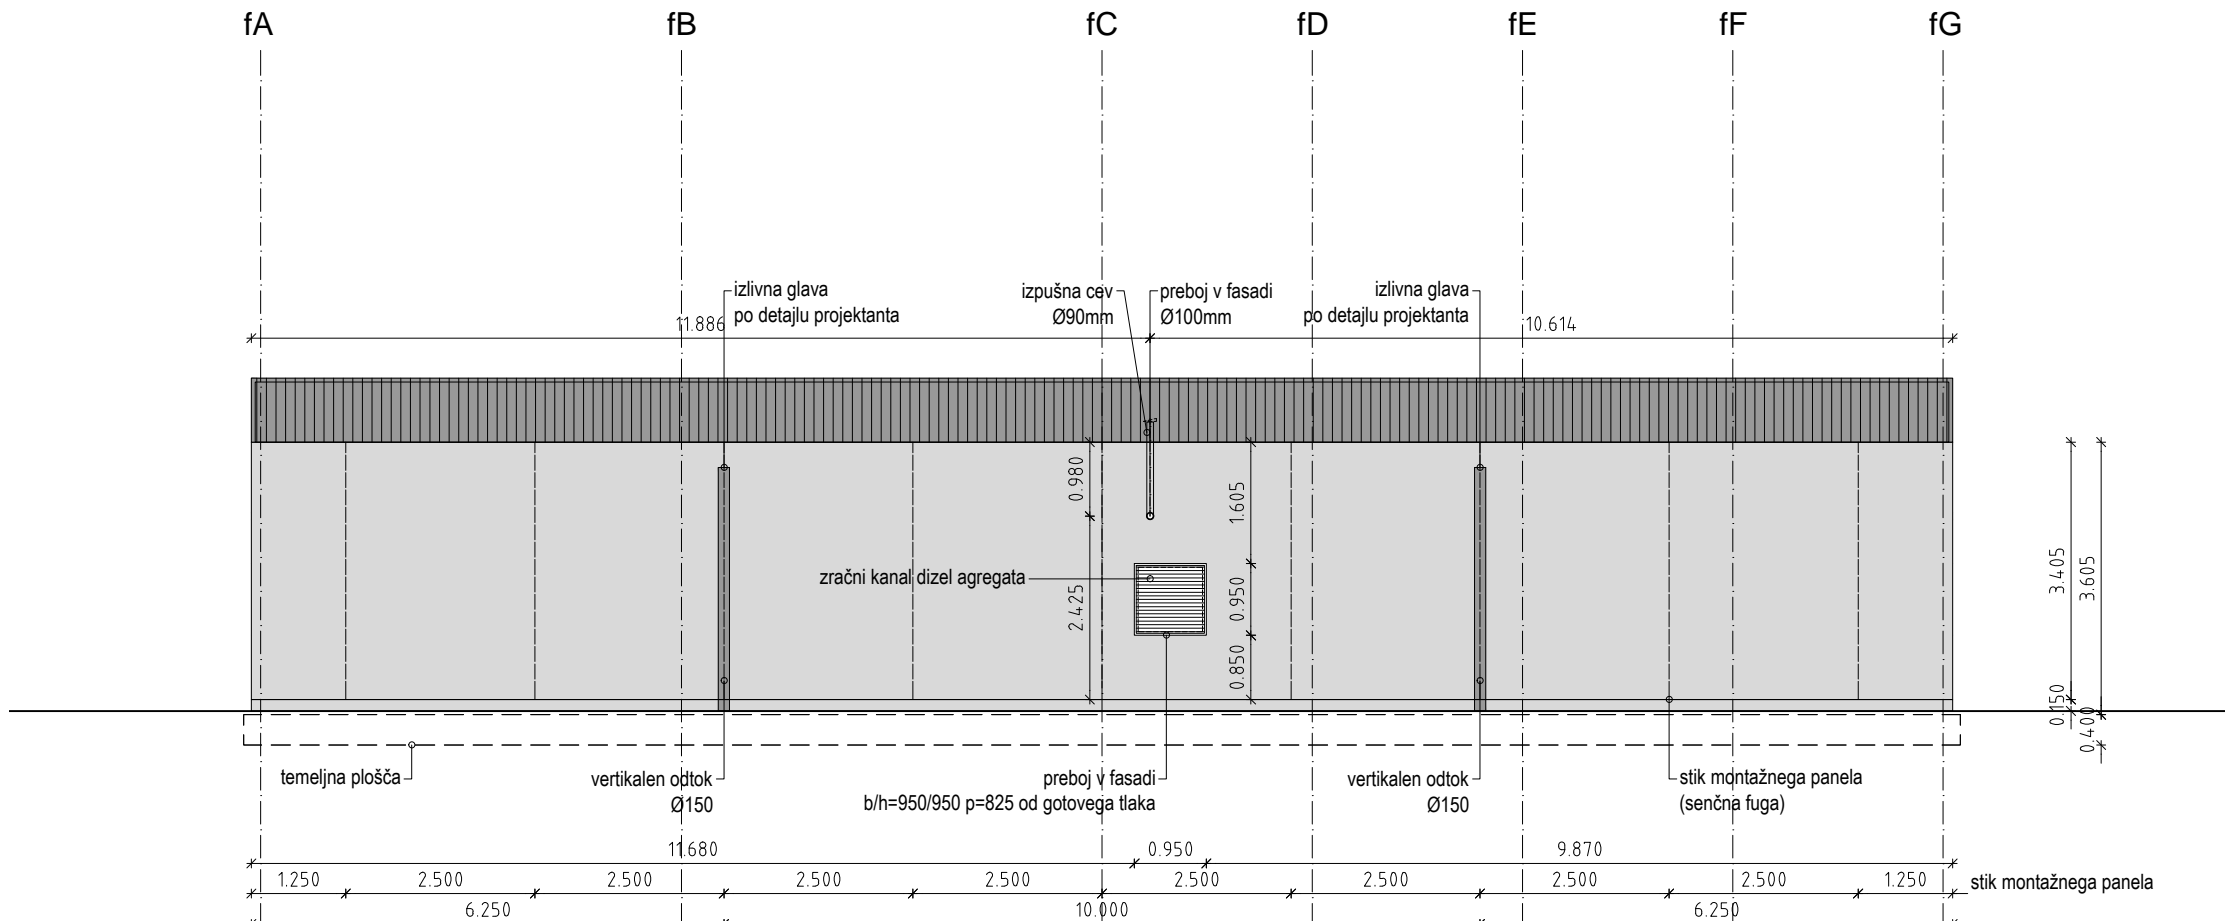 fA fB fC fD fE fF fG
izlivna glava
po detajlu projektanta
izpušna cev
Ø90mm
preboj v fasadi
Ø100mm
izlivna glava
po detajlu projektanta
11.886 10.614
0.980
1.605
zračni kanal dizel agregata
2.425
0.950
0.850
3.405
3.605
0.150
0.400
temeljna plošča
vertikalen odtok
Ø150
preboj v fasadi
b/h=950/950 p=825 od gotovega tlaka
vertikalen odtok
Ø150
stik montažnega panela
(senčna fuga)
11.680 0.950 9.870
1.250 2.500 2.500 2.500 2.500 2.500 2.500 2.500 2.500 1.250 stik montažnega panela
6.250 10.000 6.250